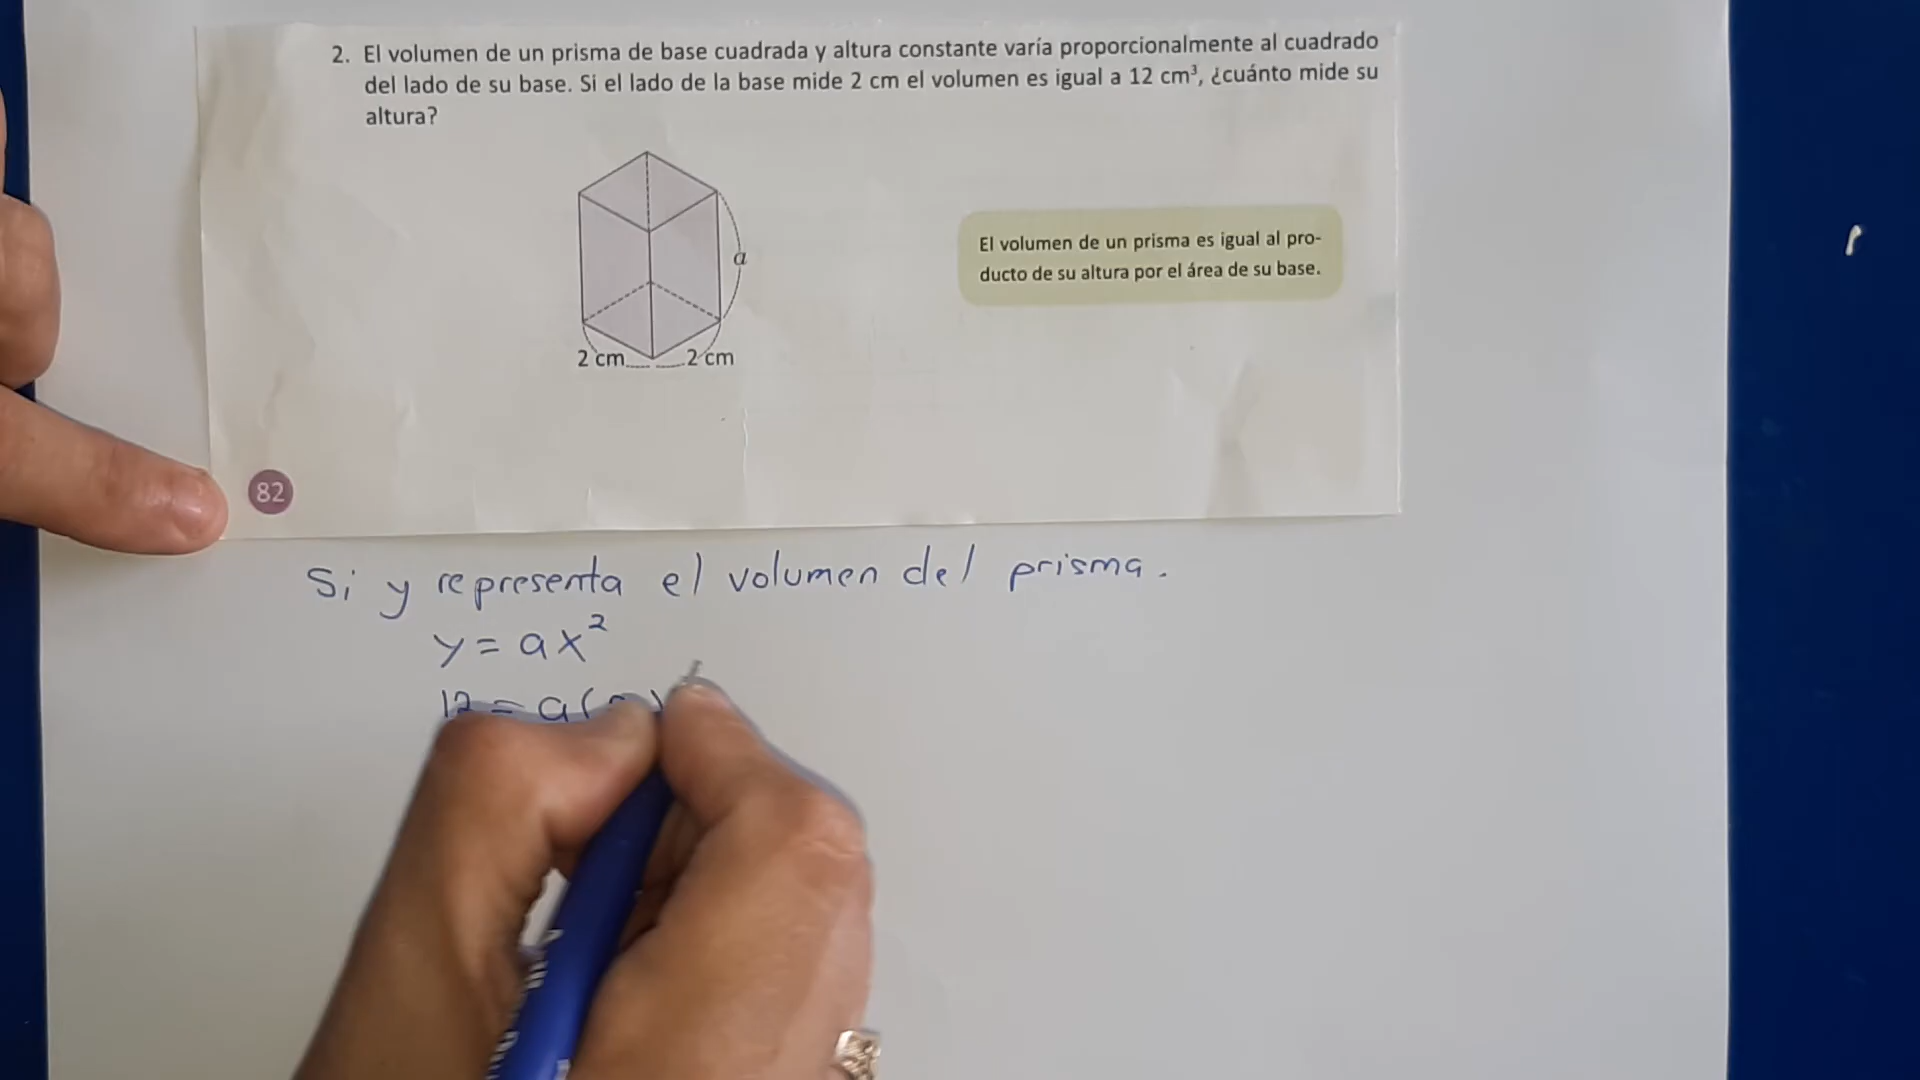 2. El volumen de un prisma de base cuadrada y altura constante varía proporcionalmente al cuadrado
del lado de su base. Si el lado de la base mide 2 cm el volumen es igual a 12 cm³, ¿cuánto mide su
altura?
a
El volumen de un prisma es igual al pro-
ducto de su altura por el área de su base.
2 cm 2 cm
82
Si y representa el volumen del prisma.
y = ax²
12 = a(